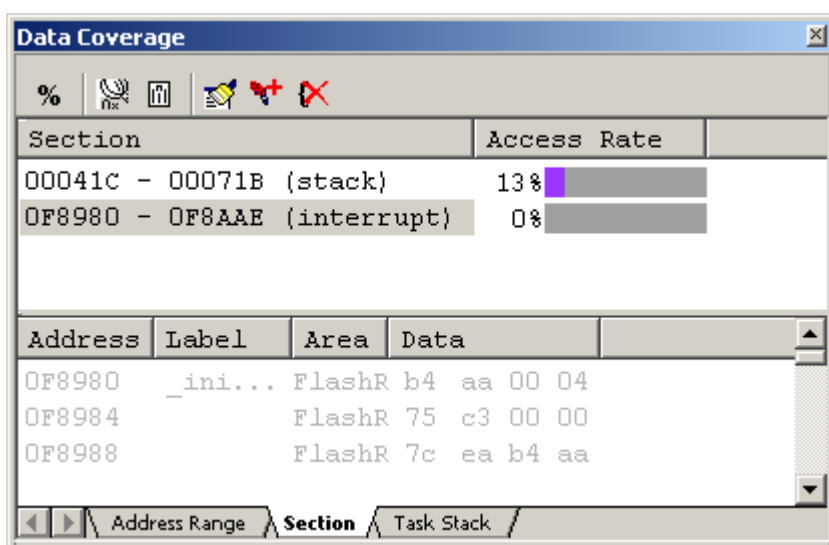 Data Coverage
%
Section Access Rate
00041C - 00071B (stack) 13%
0F8980 - 0F8AAE (interrupt) 0%
Address Label Area Data
0F8980 _ini... FlashR b4 aa 00 04
0F8984 FlashR 75 c3 00 00
0F8988 FlashR 7c ea b4 aa
Address Range Section Task Stack